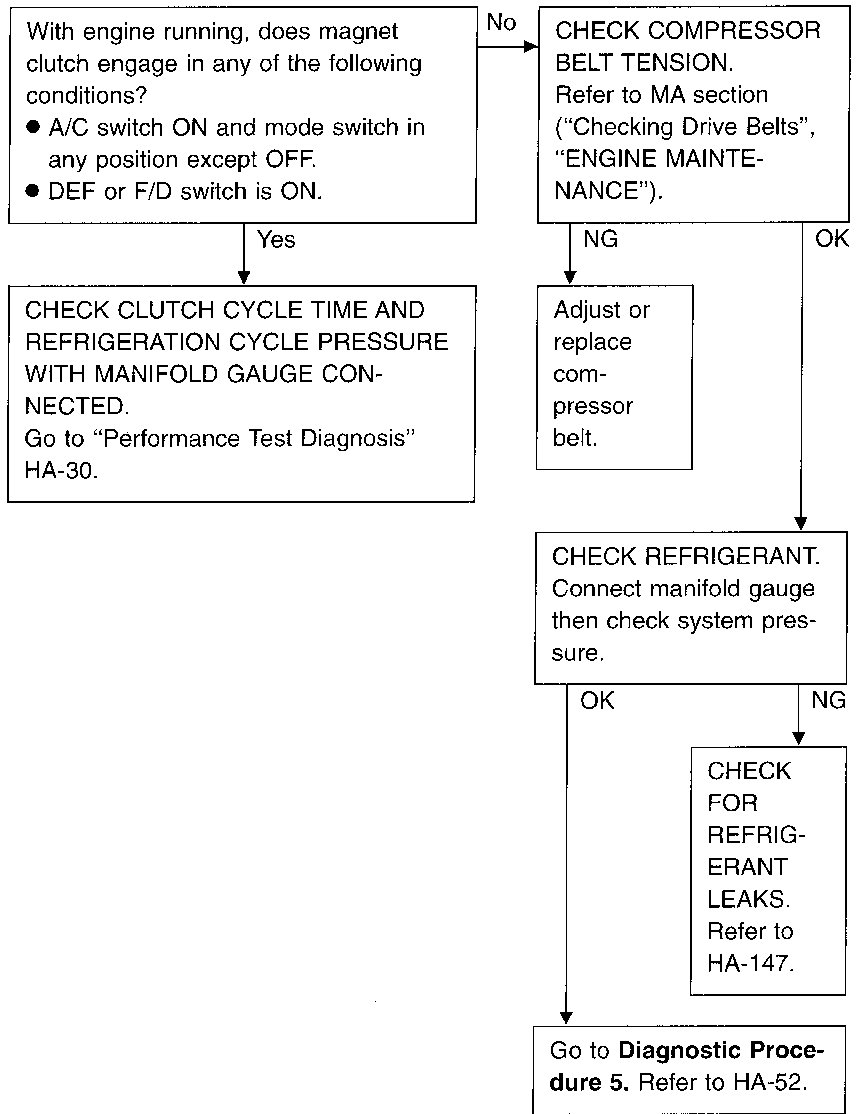 With engine running, does magnet
clutch engage in any of the following
conditions?
● A/C switch ON and mode switch in
any position except OFF.
● DEF or F/D switch is ON.
No
CHECK COMPRESSOR
BELT TENSION.
Refer to MA section
(“Checking Drive Belts”,
“ENGINE MAINTE-
NANCE”).
Yes
NG
OK
CHECK CLUTCH CYCLE TIME AND
REFRIGERATION CYCLE PRESSURE
WITH MANIFOLD GAUGE CON-
NECTED.
Go to “Performance Test Diagnosis”
HA-30.
Adjust or
replace
com-
pressor
belt.
CHECK REFRIGERANT.
Connect manifold gauge
then check system pres-
sure.
OK
NG
CHECK
FOR
REFRIG-
ERANT
LEAKS.
Refer to
HA-147.
Go to Diagnostic Proce-
dure 5. Refer to HA-52.